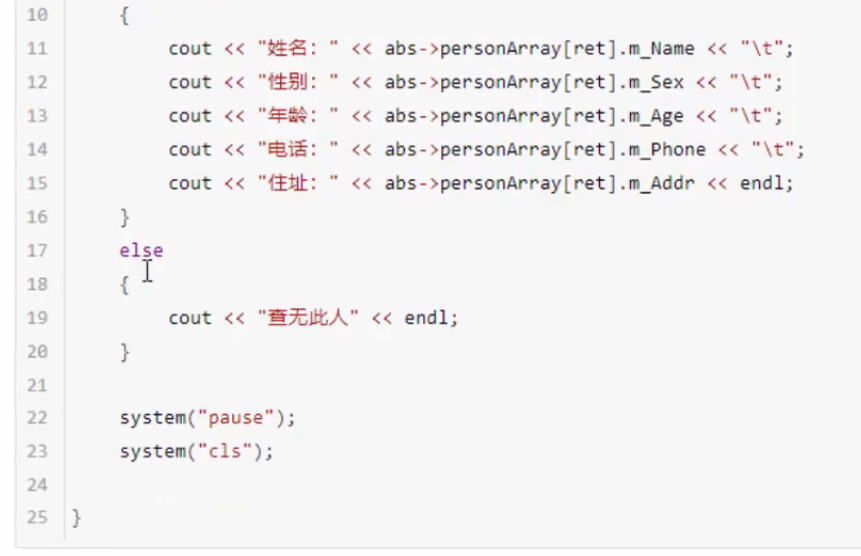 10 {
11 cout << "姓名：" << abs->personArray[ret].m_Name << "\t";
12 cout << "性别：" << abs->personArray[ret].m_Sex << "\t";
13 cout << "年龄：" << abs->personArray[ret].m_Age << "\t";
14 cout << "电话：" << abs->personArray[ret].m_Phone << "\t";
15 cout << "住址：" << abs->personArray[ret].m_Addr << endl;
16 }
17 else
18 {
19 cout << "查无此人" << endl;
20 }
21
22 system("pause");
23 system("cls");
24
25 }